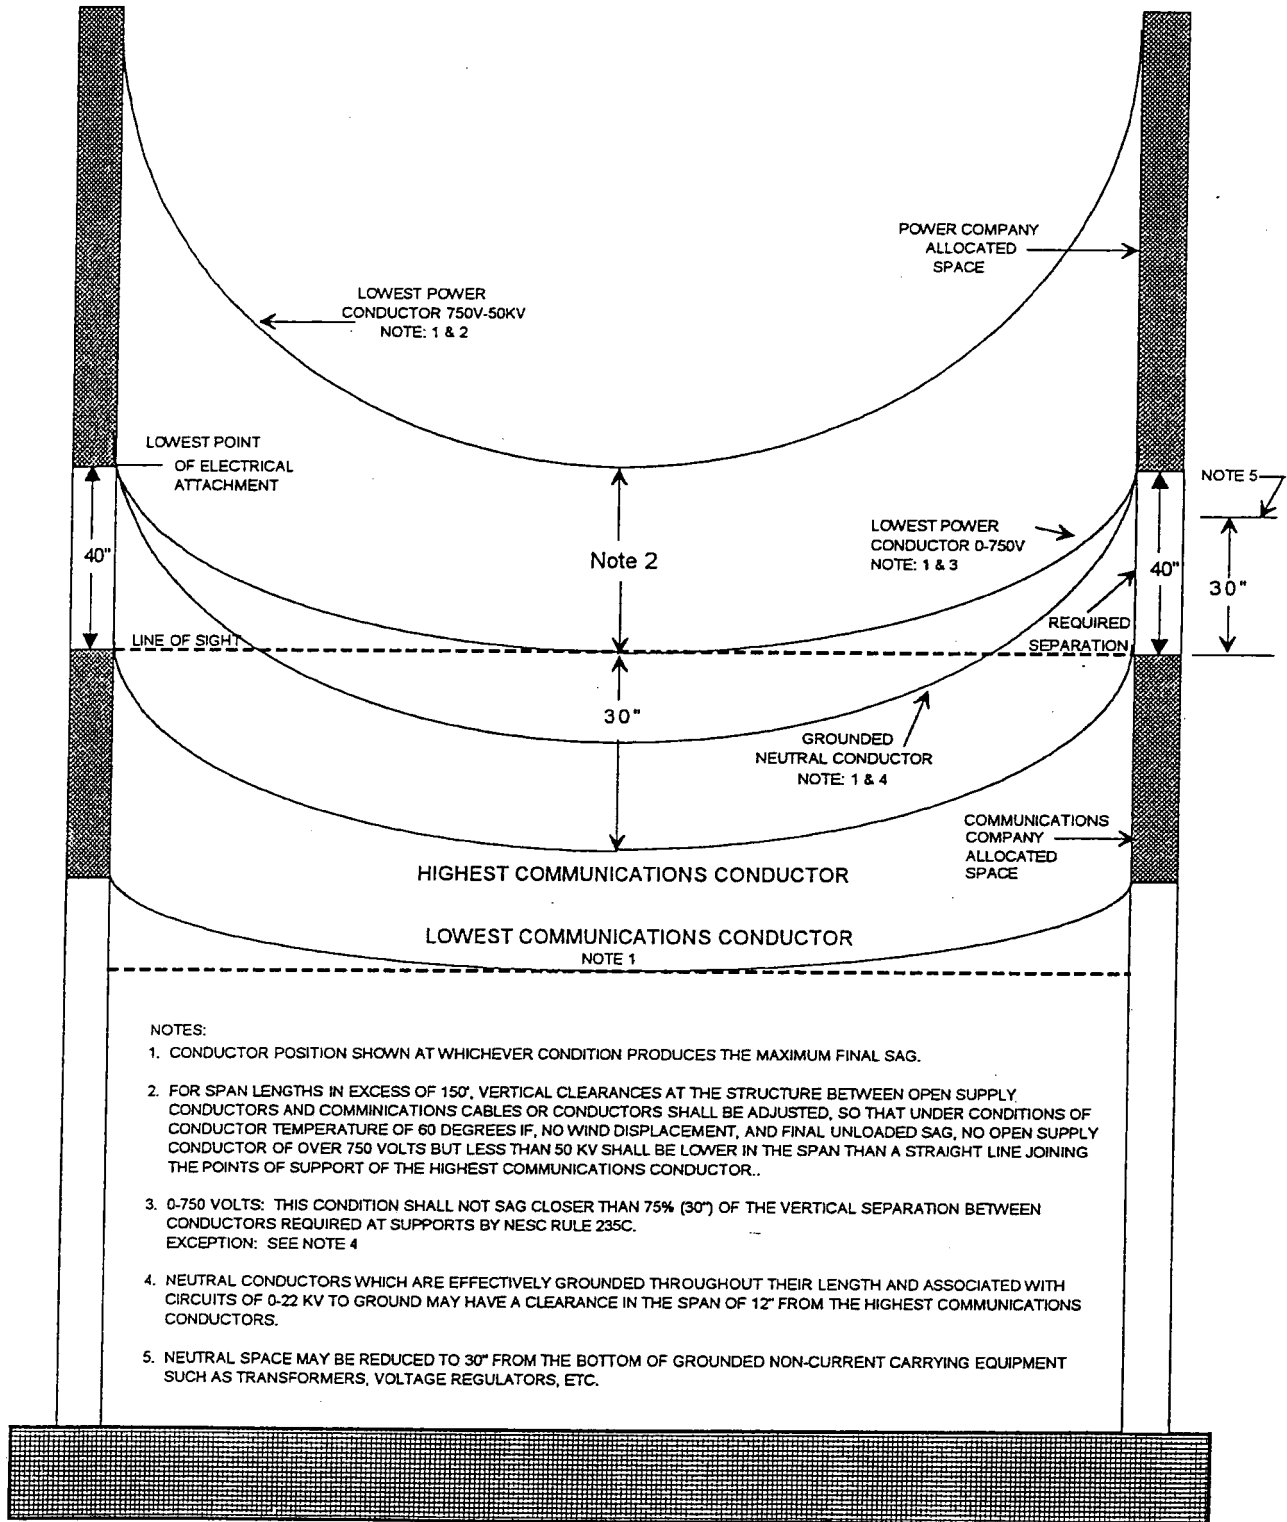 POWER COMPANY
ALLOCATED
SPACE
LOWEST POWER
CONDUCTOR 750V-50KV
NOTE: 1 & 2
LOWEST POINT
OF ELECTRICAL
ATTACHMENT
NOTE 5
LOWEST POWER
CONDUCTOR 0-750V
NOTE: 1 & 3
40"
Note 2
40"
30"
REQUIRED
SEPARATION
LINE OF SIGHT
30"
GROUNDED
NEUTRAL CONDUCTOR
NOTE: 1 & 4
COMMUNICATIONS
COMPANY
ALLOCATED
SPACE
HIGHEST COMMUNICATIONS CONDUCTOR
LOWEST COMMUNICATIONS CONDUCTOR
NOTE 1
NOTES:
1. CONDUCTOR POSITION SHOWN AT WHICHEVER CONDITION PRODUCES THE MAXIMUM FINAL SAG.
2. FOR SPAN LENGTHS IN EXCESS OF 150', VERTICAL CLEARANCES AT THE STRUCTURE BETWEEN OPEN SUPPLY
CONDUCTORS AND COMMINICATIONS CABLES OR CONDUCTORS SHALL BE ADJUSTED, SO THAT UNDER CONDITIONS OF
CONDUCTOR TEMPERATURE OF 60 DEGREES IF, NO WIND DISPLACEMENT, AND FINAL UNLOADED SAG, NO OPEN SUPPLY
CONDUCTOR OF OVER 750 VOLTS BUT LESS THAN 50 KV SHALL BE LOWER IN THE SPAN THAN A STRAIGHT LINE JOINING
THE POINTS OF SUPPORT OF THE HIGHEST COMMUNICATIONS CONDUCTOR..
3. 0-750 VOLTS: THIS CONDITION SHALL NOT SAG CLOSER THAN 75% (30") OF THE VERTICAL SEPARATION BETWEEN
CONDUCTORS REQUIRED AT SUPPORTS BY NESC RULE 235C.
EXCEPTION: SEE NOTE 4
4. NEUTRAL CONDUCTORS WHICH ARE EFFECTIVELY GROUNDED THROUGHOUT THEIR LENGTH AND ASSOCIATED WITH
CIRCUITS OF 0-22 KV TO GROUND MAY HAVE A CLEARANCE IN THE SPAN OF 12" FROM THE HIGHEST COMMUNICATIONS
CONDUCTORS.
5. NEUTRAL SPACE MAY BE REDUCED TO 30" FROM THE BOTTOM OF GROUNDED NON-CURRENT CARRYING EQUIPMENT
SUCH AS TRANSFORMERS, VOLTAGE REGULATORS, ETC.